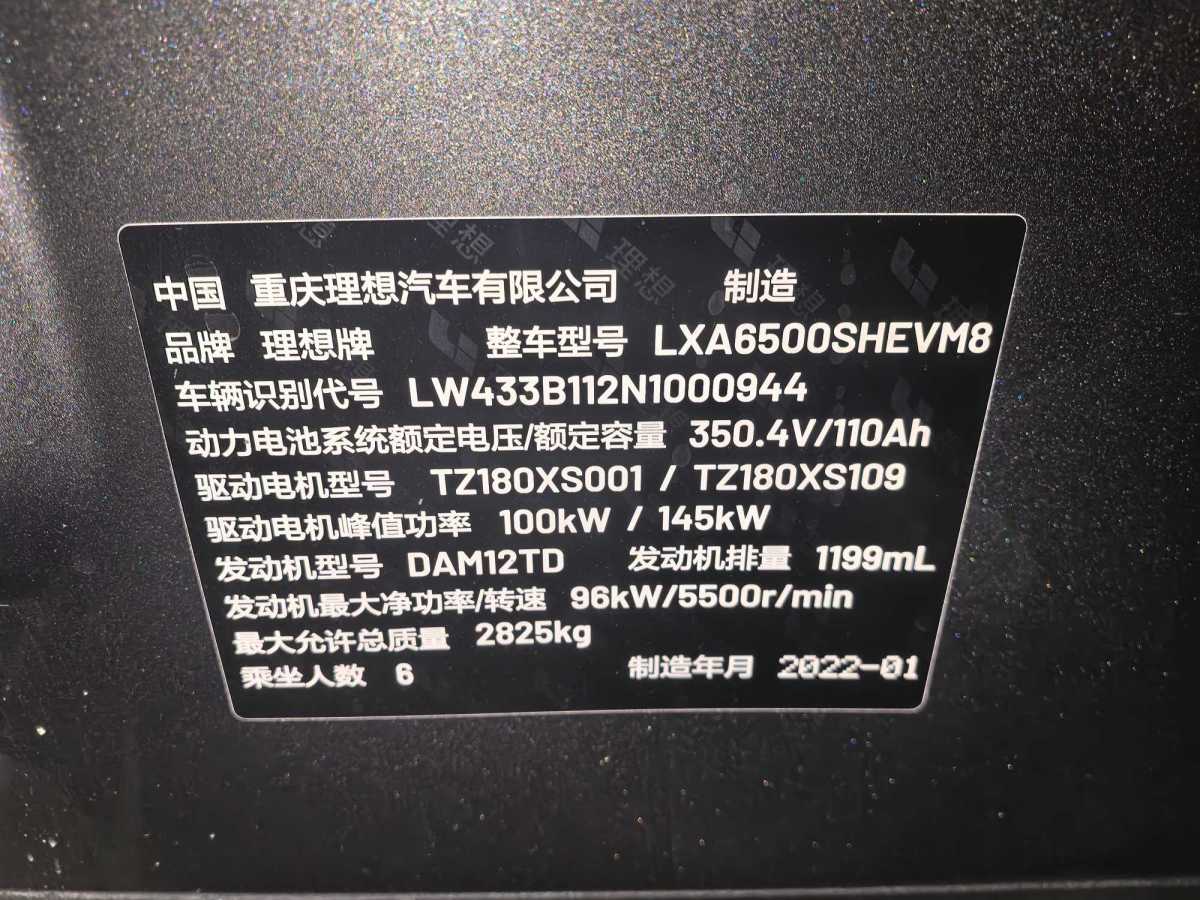 中国 重庆理想汽车有限公司 制造
品牌 理想牌 整车型号 LXA6500SHEVM8
车辆识别代号 LW433B112N1000944
动力电池系统额定电压/额定容量 350.4V/110Ah
驱动电机型号 TZ180XS001 / TZ180XS109
驱动电机峰值功率 100kW / 145kW
发动机型号 DAM12TD 发动机排量 1199mL
发动机最大净功率/转速 96kW/5500r/min
最大允许总质量 2825kg
乘坐人数 6 制造年月 2022-01